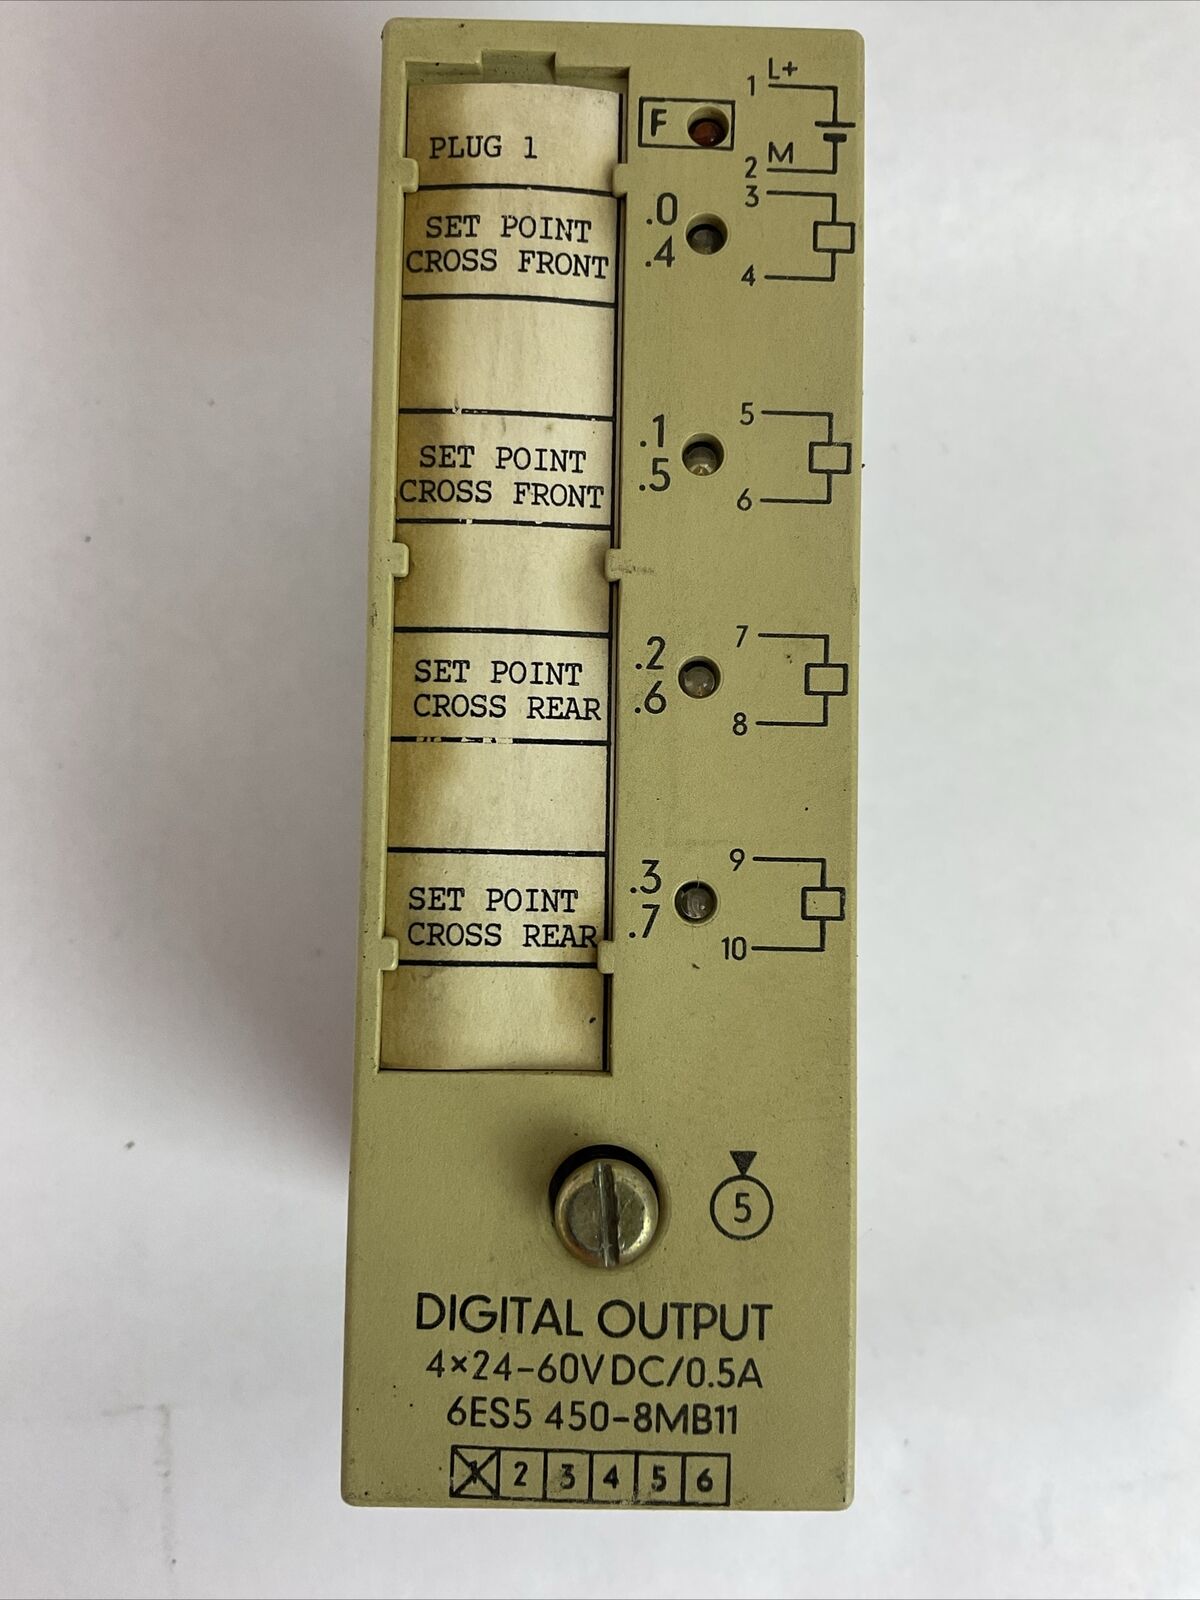 PLUG 1
SET POINT
CROSS FRONT
SET POINT
CROSS FRONT
SET POINT
CROSS REAR
SET POINT
CROSS REAR
F
1 L+
2 M
.0
.4
3
4
.1
.5
5
6
.2
.6
7
8
.3
.7
9
10
5
DIGITAL OUTPUT
4×24-60VDC/0.5A
6ES5 450-8MB11
1 2 3 4 5 6